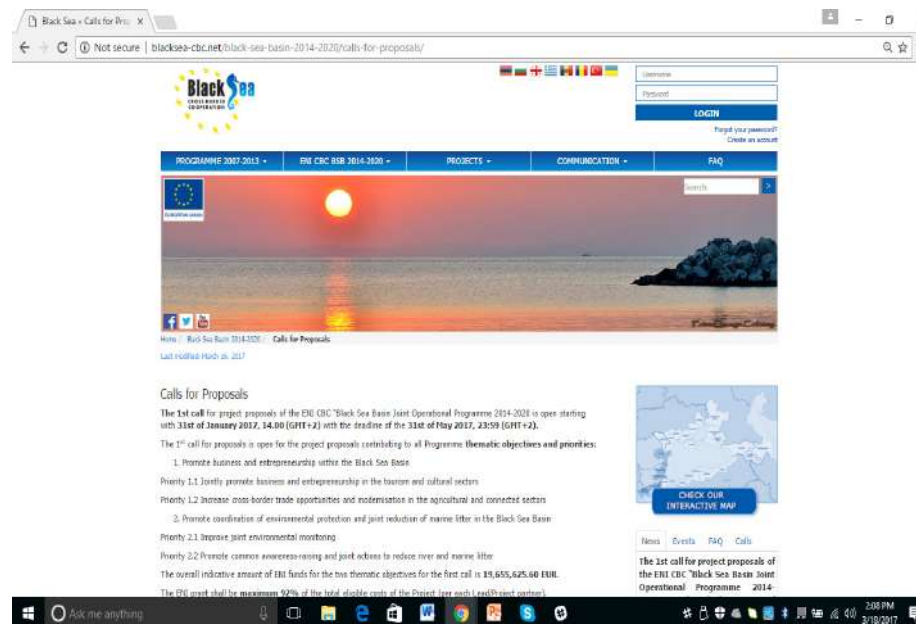 Black Sea » Calls for Prop
Not secure | blacksea-cbc.net/black-sea-basin-2014-2020/calls-for-proposals/
Black Sea
CROSS BORDER
COOPERATION
Username
Password
LOGIN
Forgot your password?
Create an account
PROGRAMME 2007-2013
ENI CBC BSB 2014-2020
PROJECTS
COMMUNICATION
FAQ
Search
EUROPEAN UNION
Home / Black Sea Basin 2014-2020 / Calls for Proposals
Last modified: March 16, 2017
Calls for Proposals
The 1st call for project proposals of the ENI CBC "Black Sea Basin Joint Operational Programme 2014-2020 is open starting
with 31st of January 2017, 14.00 (GMT+2) with the deadline of the 31st of May 2017, 23:59 (GMT+2).
The 1st call for proposals is open for the project proposals contributing to all Programme thematic objectives and priorities:
1. Promote business and entrepreneurship within the Black Sea Basin
Priority 1.1 Jointly promote business and entrepreneurship in the tourism and cultural sectors
Priority 1.2 Increase cross-border trade opportunities and modernisation in the agricultural and connected sectors
2. Promote coordination of environmental protection and joint reduction of marine litter in the Black Sea Basin
Priority 2.1 Improve joint environmental monitoring
Priority 2.2 Promote common awareness-raising and joint actions to reduce river and marine litter
The overall indicative amount of ENI funds for the two thematic objectives for the first call is 19,655,625.60 EUR.
The ENI grant shall be maximum 92% of the total eligible costs of the Project (per each Lead/Project partner).
CHECK OUR
INTERACTIVE MAP
News Events FAQ Calls
The 1st call for project proposals of
the ENI CBC "Black Sea Basin Joint
Operational Programme 2014-
Ask me anything
2:08 PM
3/19/2017